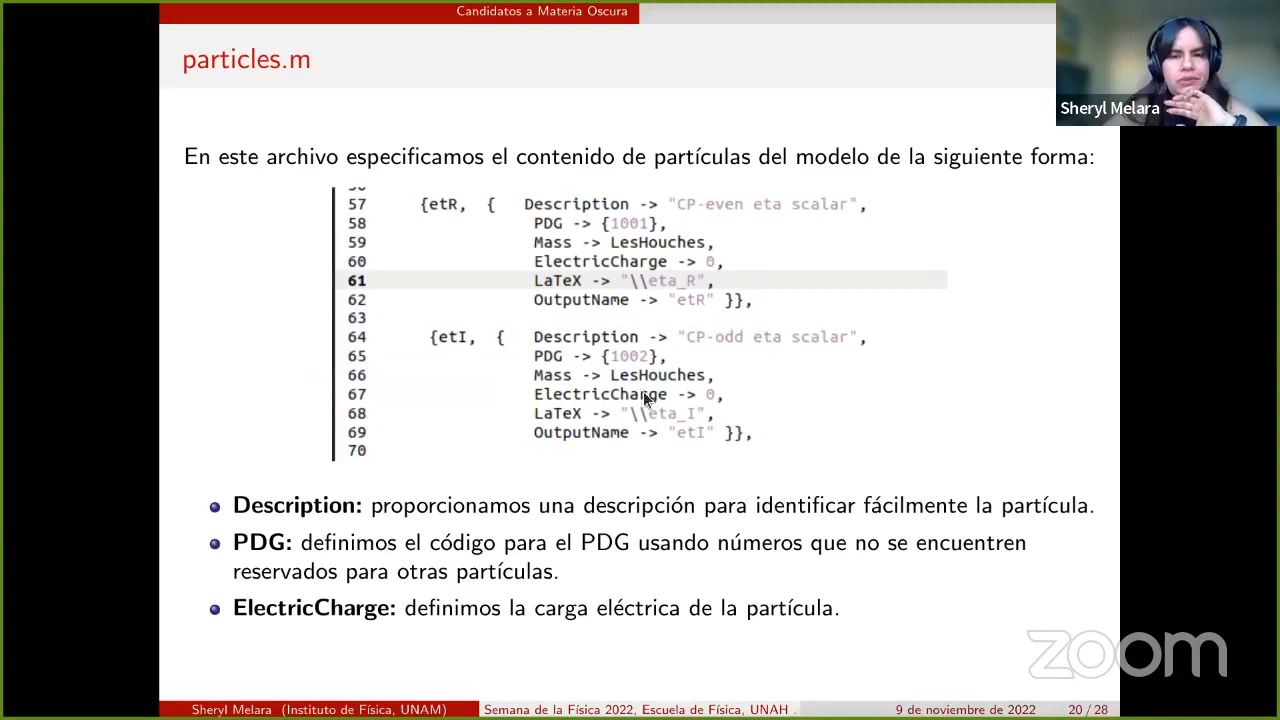 Candidatos a Materia Oscura
particles.m
Sheryl Melara
En este archivo especificamos el contenido de partículas del modelo de la siguiente forma:
57 {etR, { Description -> "CP-even eta scalar",
58 PDG -> {1001},
59 Mass -> LesHouches,
60 ElectricCharge -> 0,
61 LaTeX -> "\\eta_R",
62 OutputName -> "etR" }},
63
64 {etI, { Description -> "CP-odd eta scalar",
65 PDG -> {1002},
66 Mass -> LesHouches,
67 ElectricCharge -> 0,
68 LaTeX -> "\\eta_I",
69 OutputName -> "etI" }},
70
Description: proporcionamos una descripción para identificar fácilmente la partícula.
PDG: definimos el código para el PDG usando números que no se encuentren
reservados para otras partículas.
ElectricCharge: definimos la carga eléctrica de la partícula.
zoom
Sheryl Melara (Instituto de Física, UNAM) Semana de la Física 2022, Escuela de Física, UNAH . 9 de noviembre de 2022 20 / 28